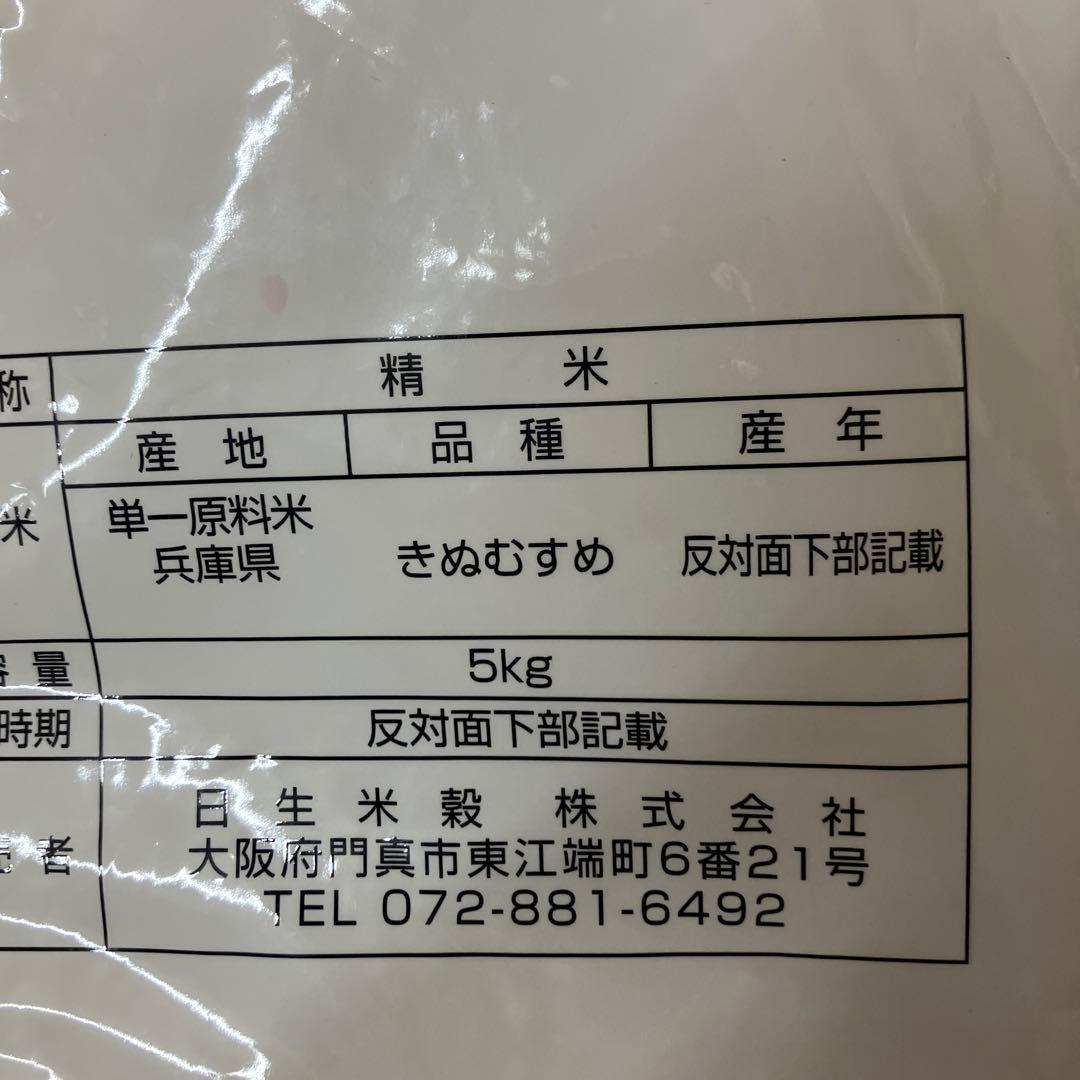 称 精米
産地 品種 産年
米 単一原料米
兵庫県 きぬむすめ 反対面下部記載
容量 5kg
時期 反対面下部記載
日生米穀 株式会社
者 大阪府門真市東江端町6番21号
TEL 072-881-6492